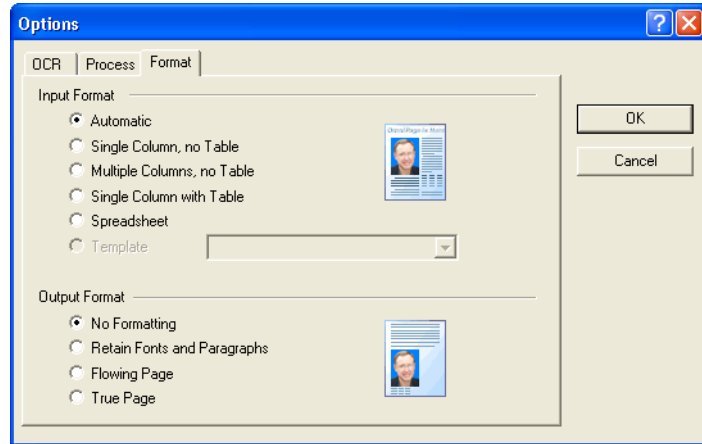 Options
OCR
Process
Format
Input Format
Automatic
Single Column, no Table
Multiple Columns, no Table
Single Column with Table
Spreadsheet
Template
Output Format
No Formatting
Retain Fonts and Paragraphs
Flowing Page
True Page
OK
Cancel